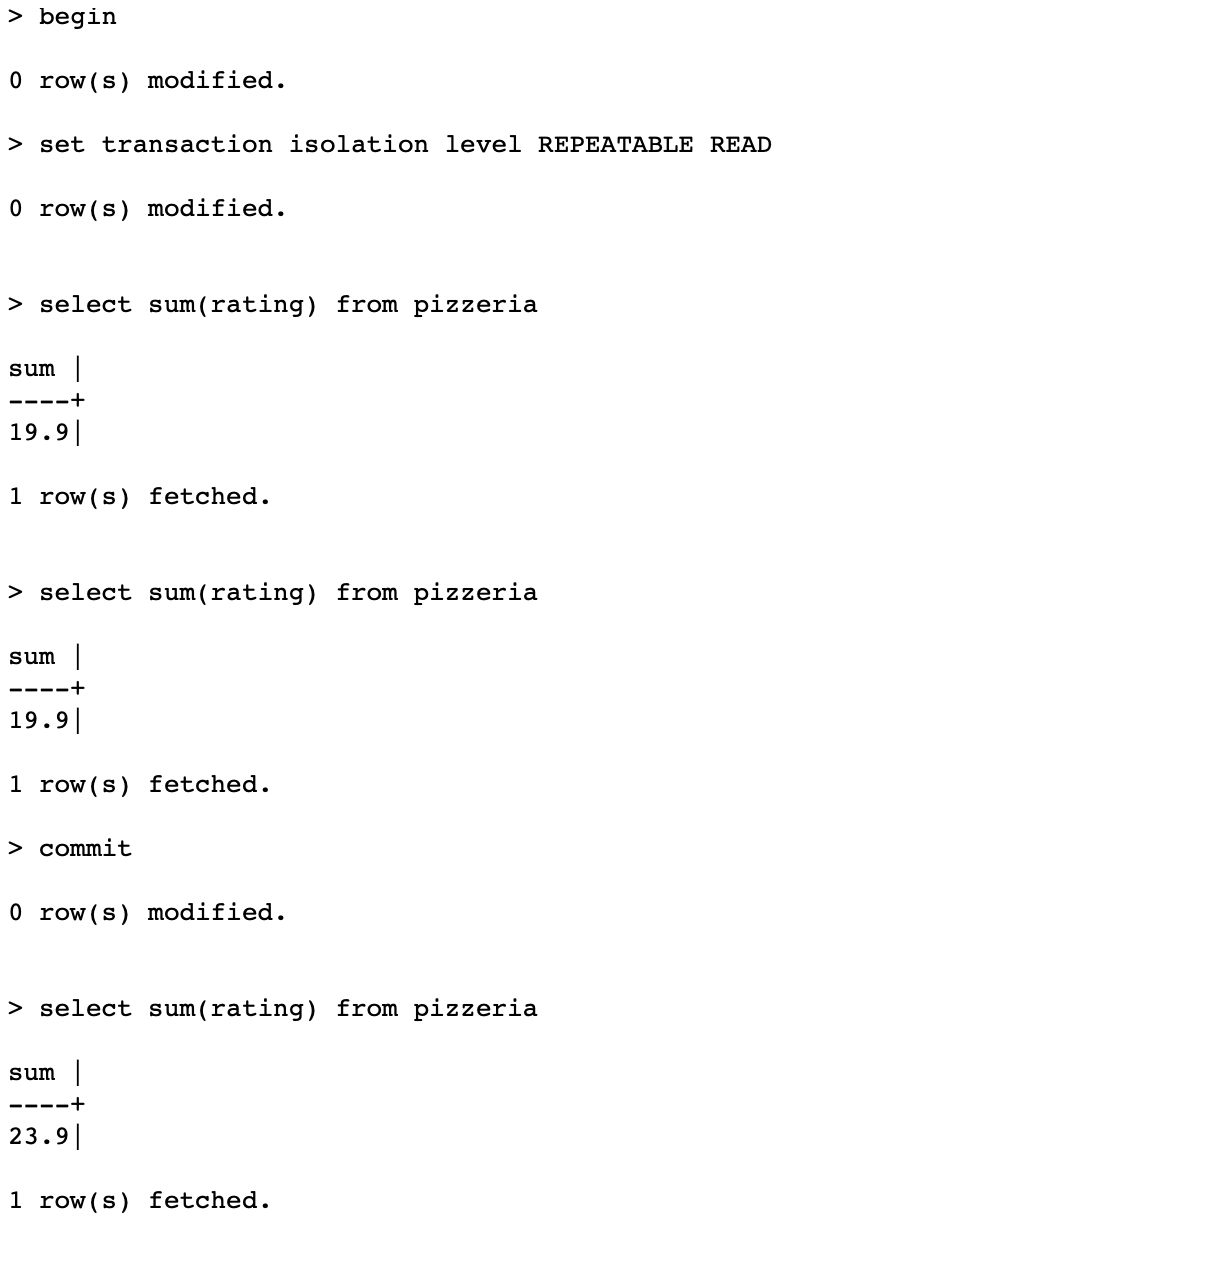 > begin
0 row(s) modified.
> set transaction isolation level REPEATABLE READ
0 row(s) modified.
> select sum(rating) from pizzeria
sum |
----+
19.9|
1 row(s) fetched.
> select sum(rating) from pizzeria
sum |
----+
19.9|
1 row(s) fetched.
> commit
0 row(s) modified.
> select sum(rating) from pizzeria
sum |
----+
23.9|
1 row(s) fetched.